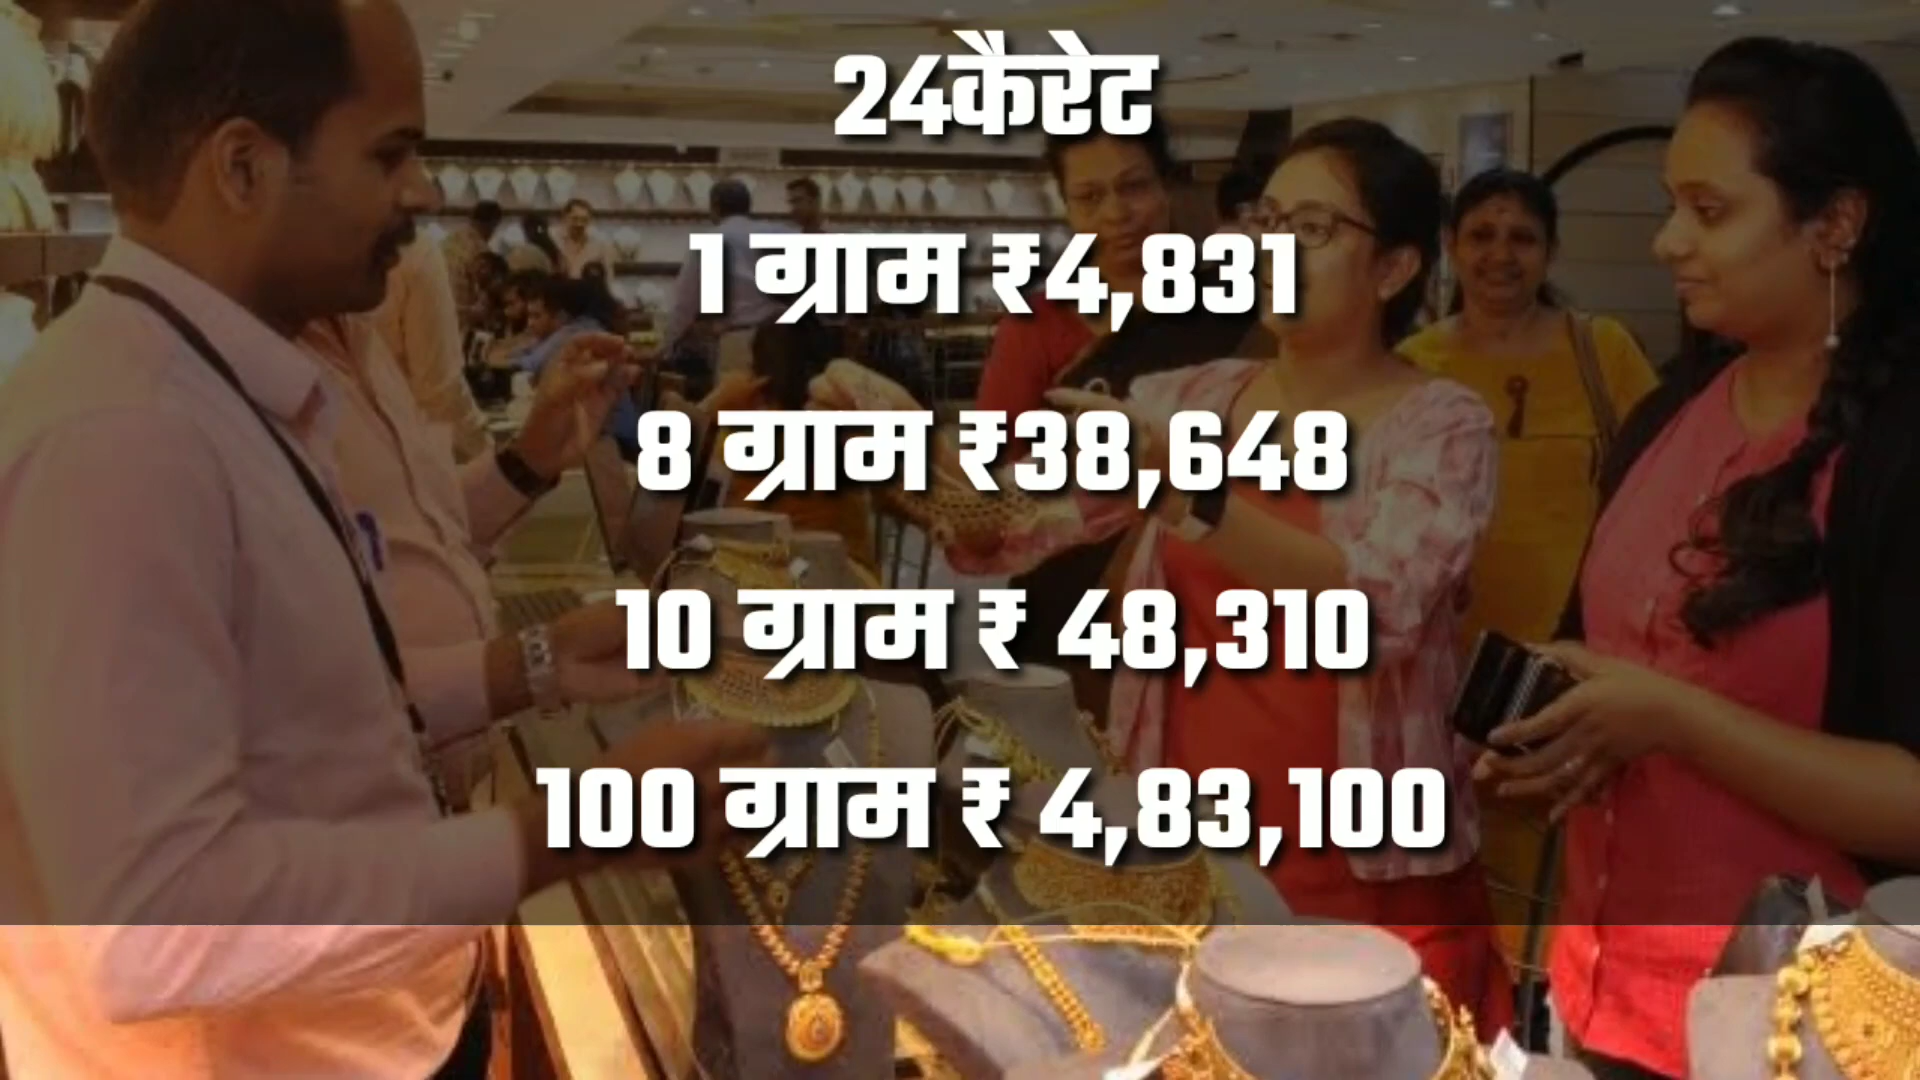 24कैरेट
1 ग्राम ₹4,831
8 ग्राम ₹38,648
10 ग्राम ₹ 48,310
100 ग्राम ₹ 4,83,100